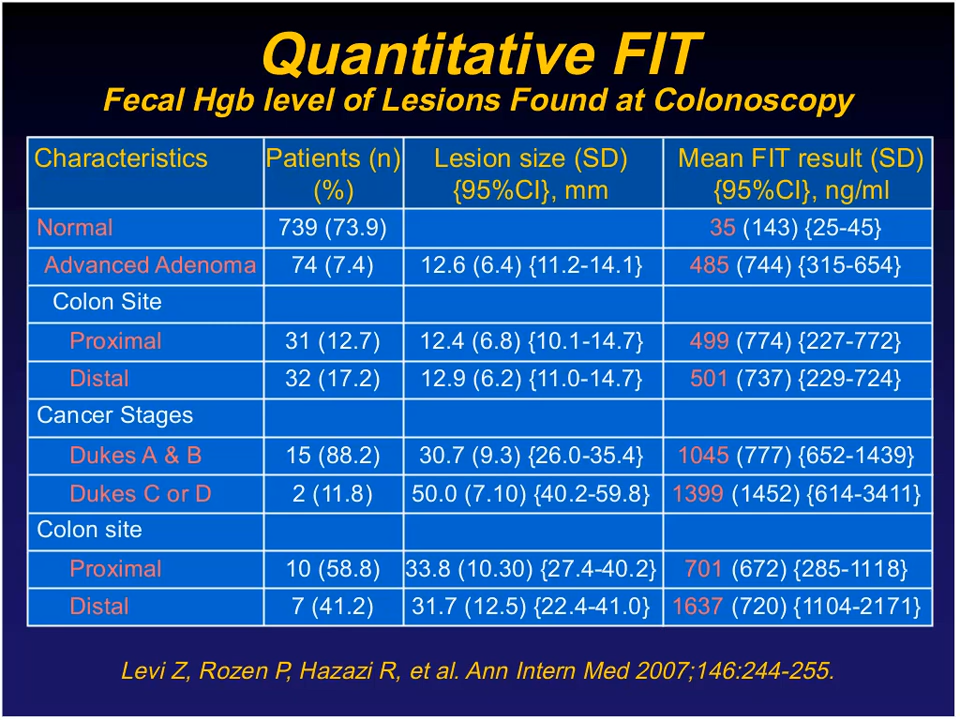 Quantitative FIT
Fecal Hgb level of Lesions Found at Colonoscopy
Characteristics Patients (n) (%) Lesion size (SD) {95%CI}, mm Mean FIT result (SD) {95%CI}, ng/ml
Normal 739 (73.9) 35 (143) {25-45}
Advanced Adenoma 74 (7.4) 12.6 (6.4) {11.2-14.1} 485 (744) {315-654}
Colon Site
Proximal 31 (12.7) 12.4 (6.8) {10.1-14.7} 499 (774) {227-772}
Distal 32 (17.2) 12.9 (6.2) {11.0-14.7} 501 (737) {229-724}
Cancer Stages
Dukes A & B 15 (88.2) 30.7 (9.3) {26.0-35.4} 1045 (777) {652-1439}
Dukes C or D 2 (11.8) 50.0 (7.10) {40.2-59.8} 1399 (1452) {614-3411}
Colon site
Proximal 10 (58.8) 33.8 (10.30) {27.4-40.2} 701 (672) {285-1118}
Distal 7 (41.2) 31.7 (12.5) {22.4-41.0} 1637 (720) {1104-2171}
Levi Z, Rozen P, Hazazi R, et al. Ann Intern Med 2007;146:244-255.